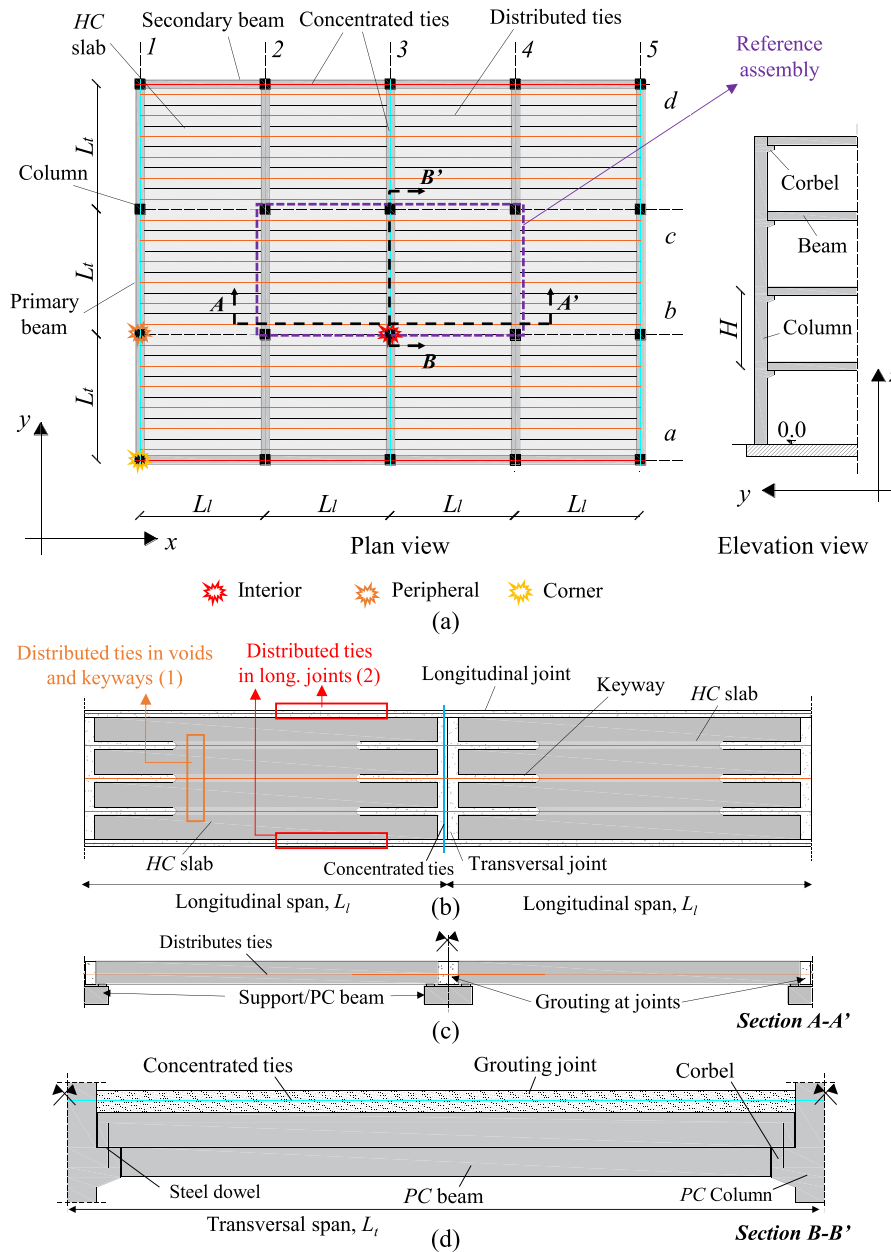 HC
slab
1
Secondary beam
2
Concentrated ties
3
Distributed ties
4
5
Reference
assembly
d
Lt
Column
B’
Corbel
c
Beam
Lt
A
A’
b
Primary
beam
H
Column
B
Lt
a
y
0.0
Ll
Ll
Ll
Ll
x
y
Plan view
Elevation view
Interior
Peripheral
Corner
(a)
Distributed ties in voids
and keyways (1)
Distributed ties
in long. joints (2)
Longitudinal joint
Keyway
HC slab
HC slab
Concentrated ties
Transversal joint
Longitudinal span, Ll
(b)
Longitudinal span, Ll
Distributes ties
Support/PC beam
Grouting at joints
(c)
Section A-A’
Concentrated ties
Grouting joint
Corbel
Steel dowel
PC beam
PC Column
Transversal span, Lt
(d)
Section B-B’